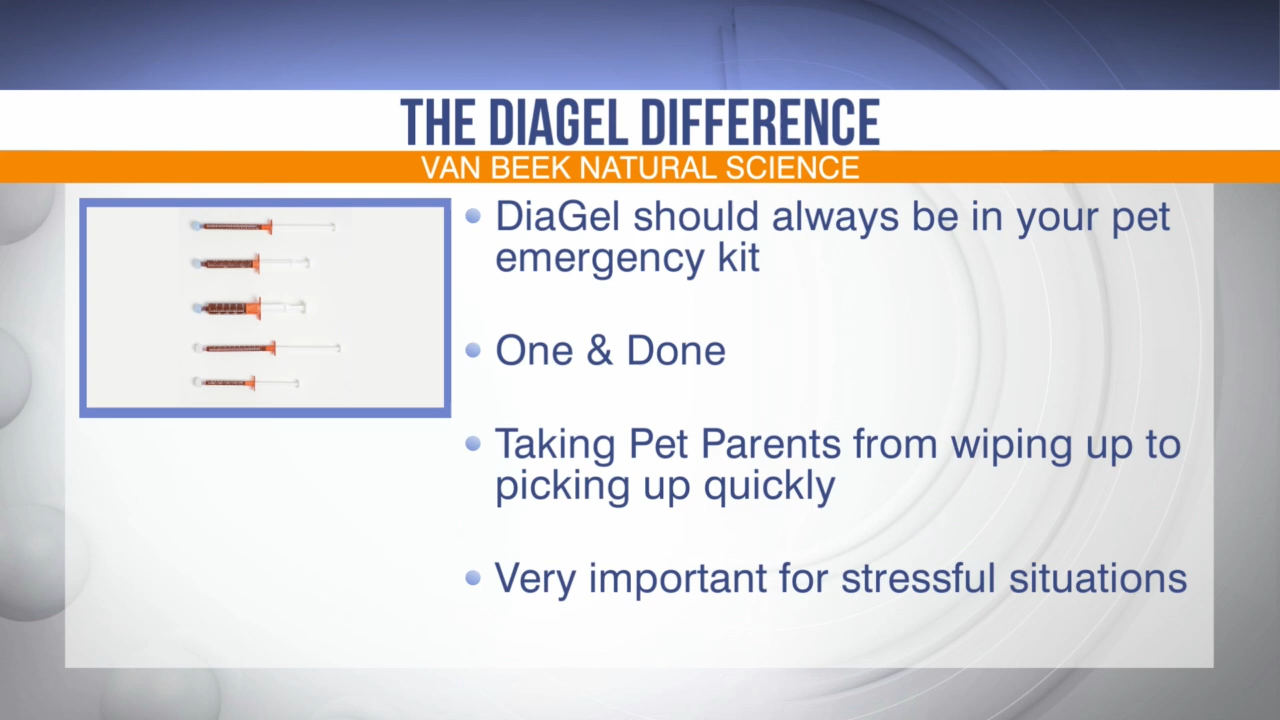 THE DIAGEL DIFFERENCE
VAN BEEK NATURAL SCIENCE
• DiaGel should always be in your pet
emergency kit
• One & Done
• Taking Pet Parents from wiping up to
picking up quickly
• Very important for stressful situations